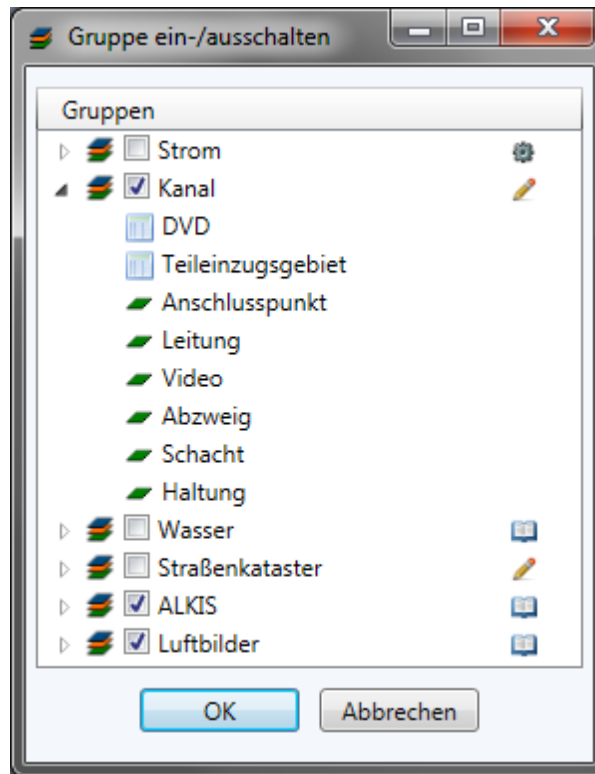 Gruppe ein-/ausschalten
Gruppen
Strom
Kanal
DVD
Teileinzugsgebiet
Anschlusspunkt
Leitung
Video
Abzweig
Schacht
Haltung
Wasser
Straßenkataster
ALKIS
Luftbilder
OK Abbrechen